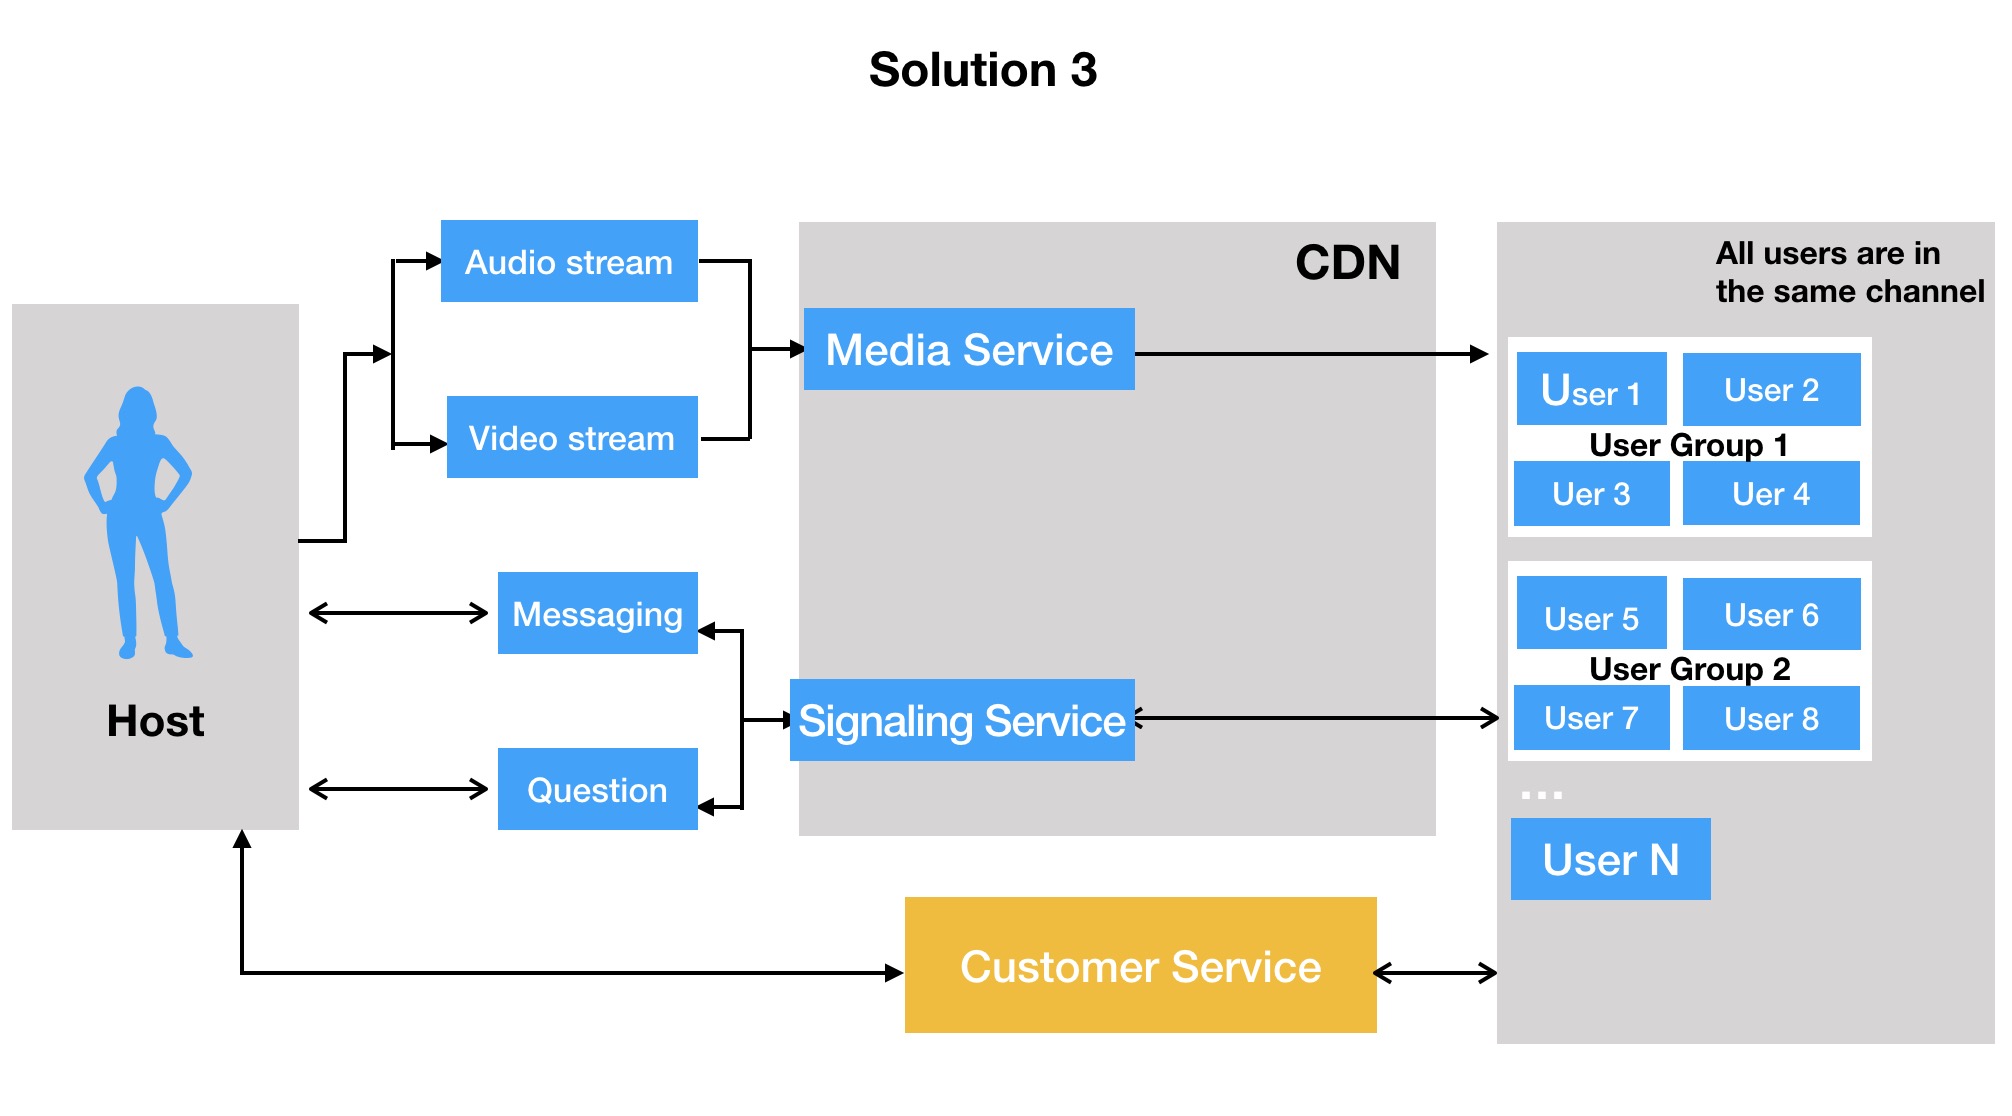 Solution 3
Audio stream
Video stream
Messaging
Question
Host
CDN
Media Service
Signaling Service
Customer Service
All users are in
the same channel
User 1
User 2
User Group 1
Uer 3
Uer 4
User 5
User 6
User Group 2
User 7
User 8
...
User N